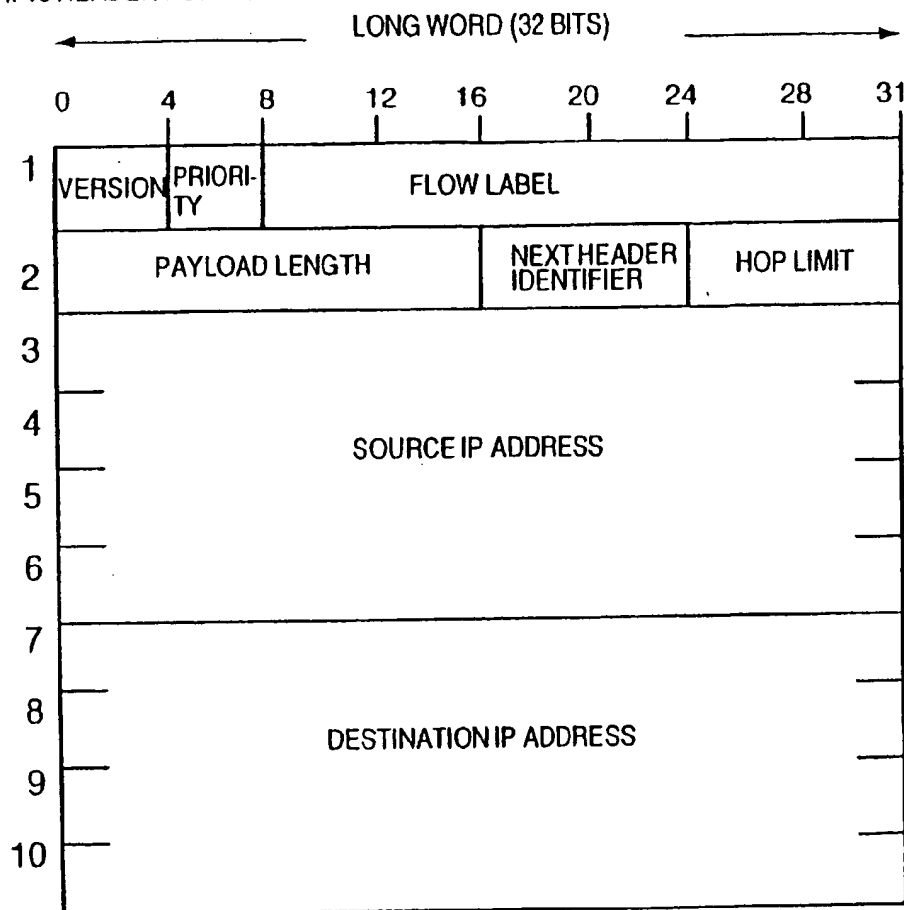 LONG WORD (32 BITS)
0 4 8 12 16 20 24 28 31
1
VERSION PRIORI-
TY
FLOW LABEL
2
PAYLOAD LENGTH
NEXT HEADER
IDENTIFIER
HOP LIMIT
3
4
SOURCE IP ADDRESS
5
6
7
8
DESTINATION IP ADDRESS
9
10